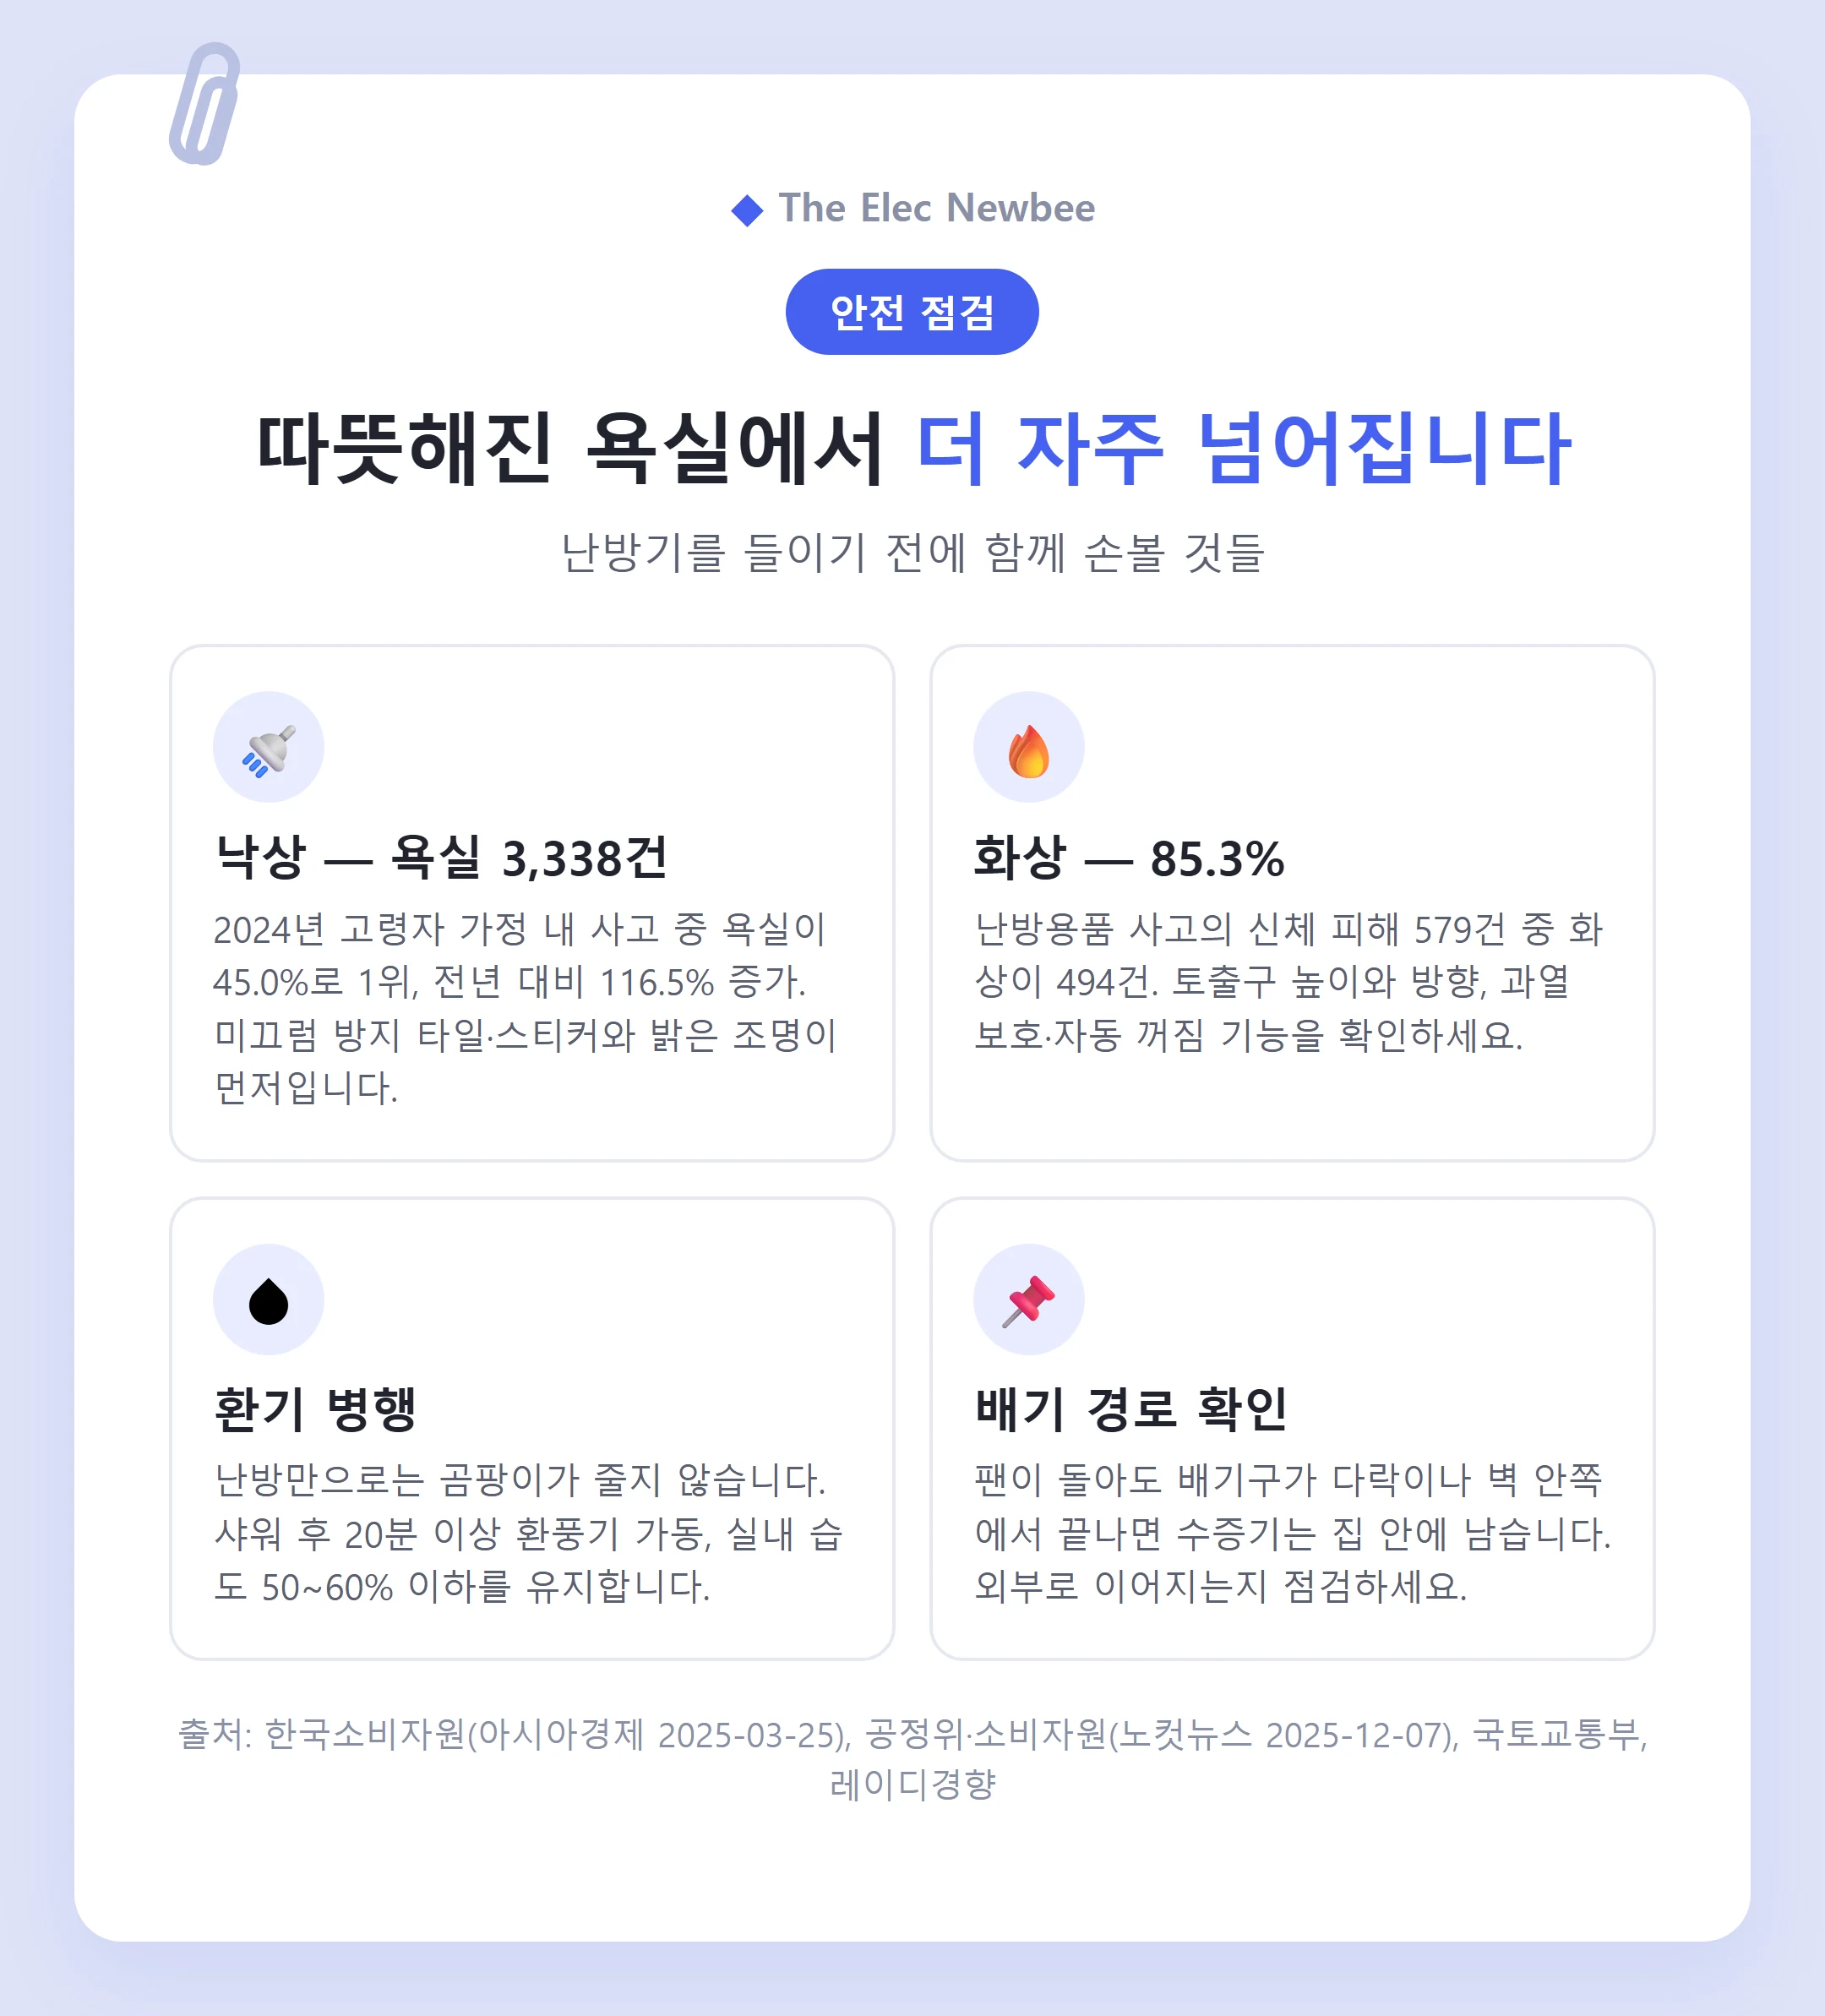 The Elec Newbee
안전 점검
따뜻해진 욕실에서 더 자주 넘어집니다
난방기를 들이기 전에 함께 손볼 것들
낙상 — 욕실 3,338건
2024년 고령자 가정 내 사고 중 욕실이
45.0%로 1위, 전년 대비 116.5% 증가.
미끄럼 방지 타일·스티커와 밝은 조명이
먼저입니다.
화상 — 85.3%
난방용품 사고의 신체 피해 579건 중 화
상이 494건. 토출구 높이와 방향, 과열
보호·자동 꺼짐 기능을 확인하세요.
환기 병행
난방만으로는 곰팡이가 줄지 않습니다.
샤워 후 20분 이상 환풍기 가동, 실내 습
도 50~60% 이하를 유지합니다.
배기 경로 확인
팬이 돌아도 배기구가 다락이나 벽 안쪽
에서 끝나면 수증기는 집 안에 남습니다.
외부로 이어지는지 점검하세요.
출처: 한국소비자원(아시아경제 2025-03-25), 공정위·소비자원(노컷뉴스 2025-12-07), 국토교통부,
레이디경향